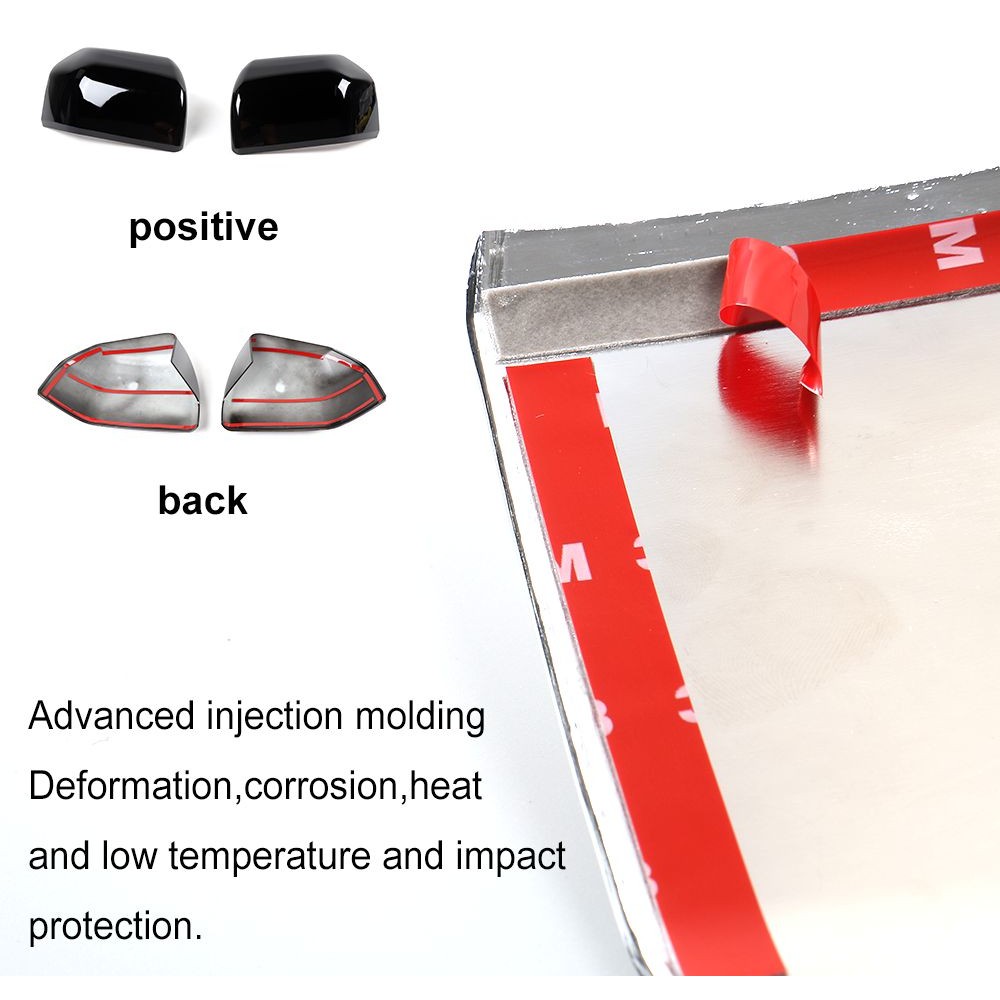 positive
back
M
M
Advanced injection molding
Deformation,corrosion,heat
and low temperature and impact
protection.